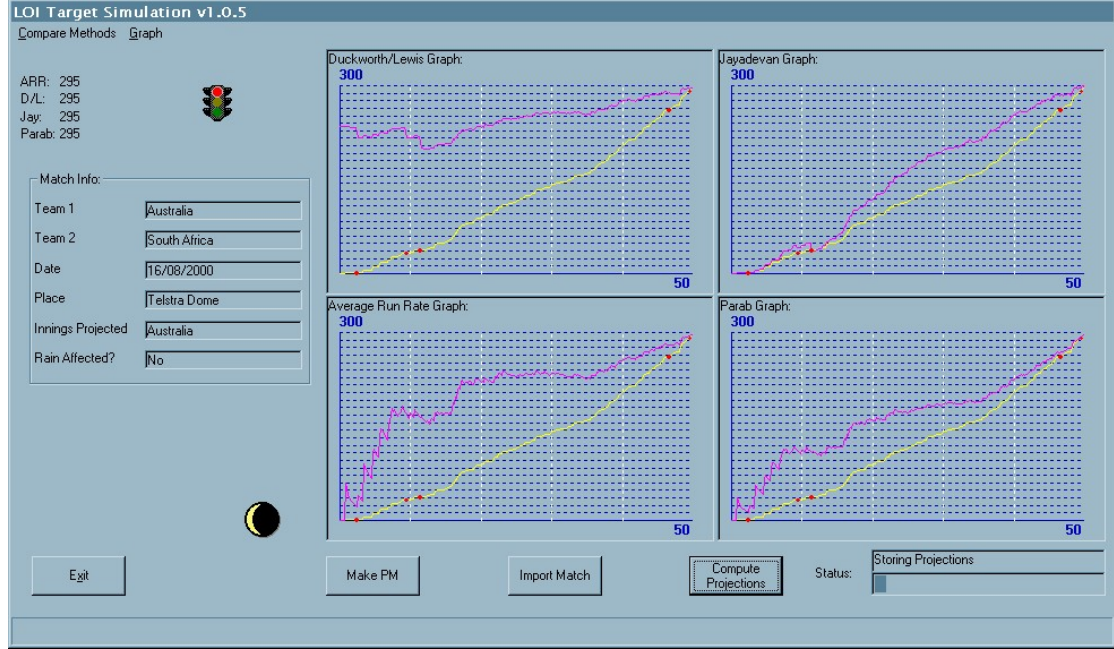 LOI Target Simulation v1.0.5
Compare Methods Graph
ARR: 295
D/L: 295
Jay: 295
Parab: 295
Match Info:
Team 1 Australia
Team 2 South Africa
Date 16/08/2000
Place Telstra Dome
Innings Projected Australia
Rain Affected? No
Duckworth/Lewis Graph:
300
50
Jayadevan Graph:
300
50
Average Run Rate Graph:
300
50
Parab Graph:
300
50
Exit
Make PM
Import Match
Compute
Projections
Status:
Storing Projections